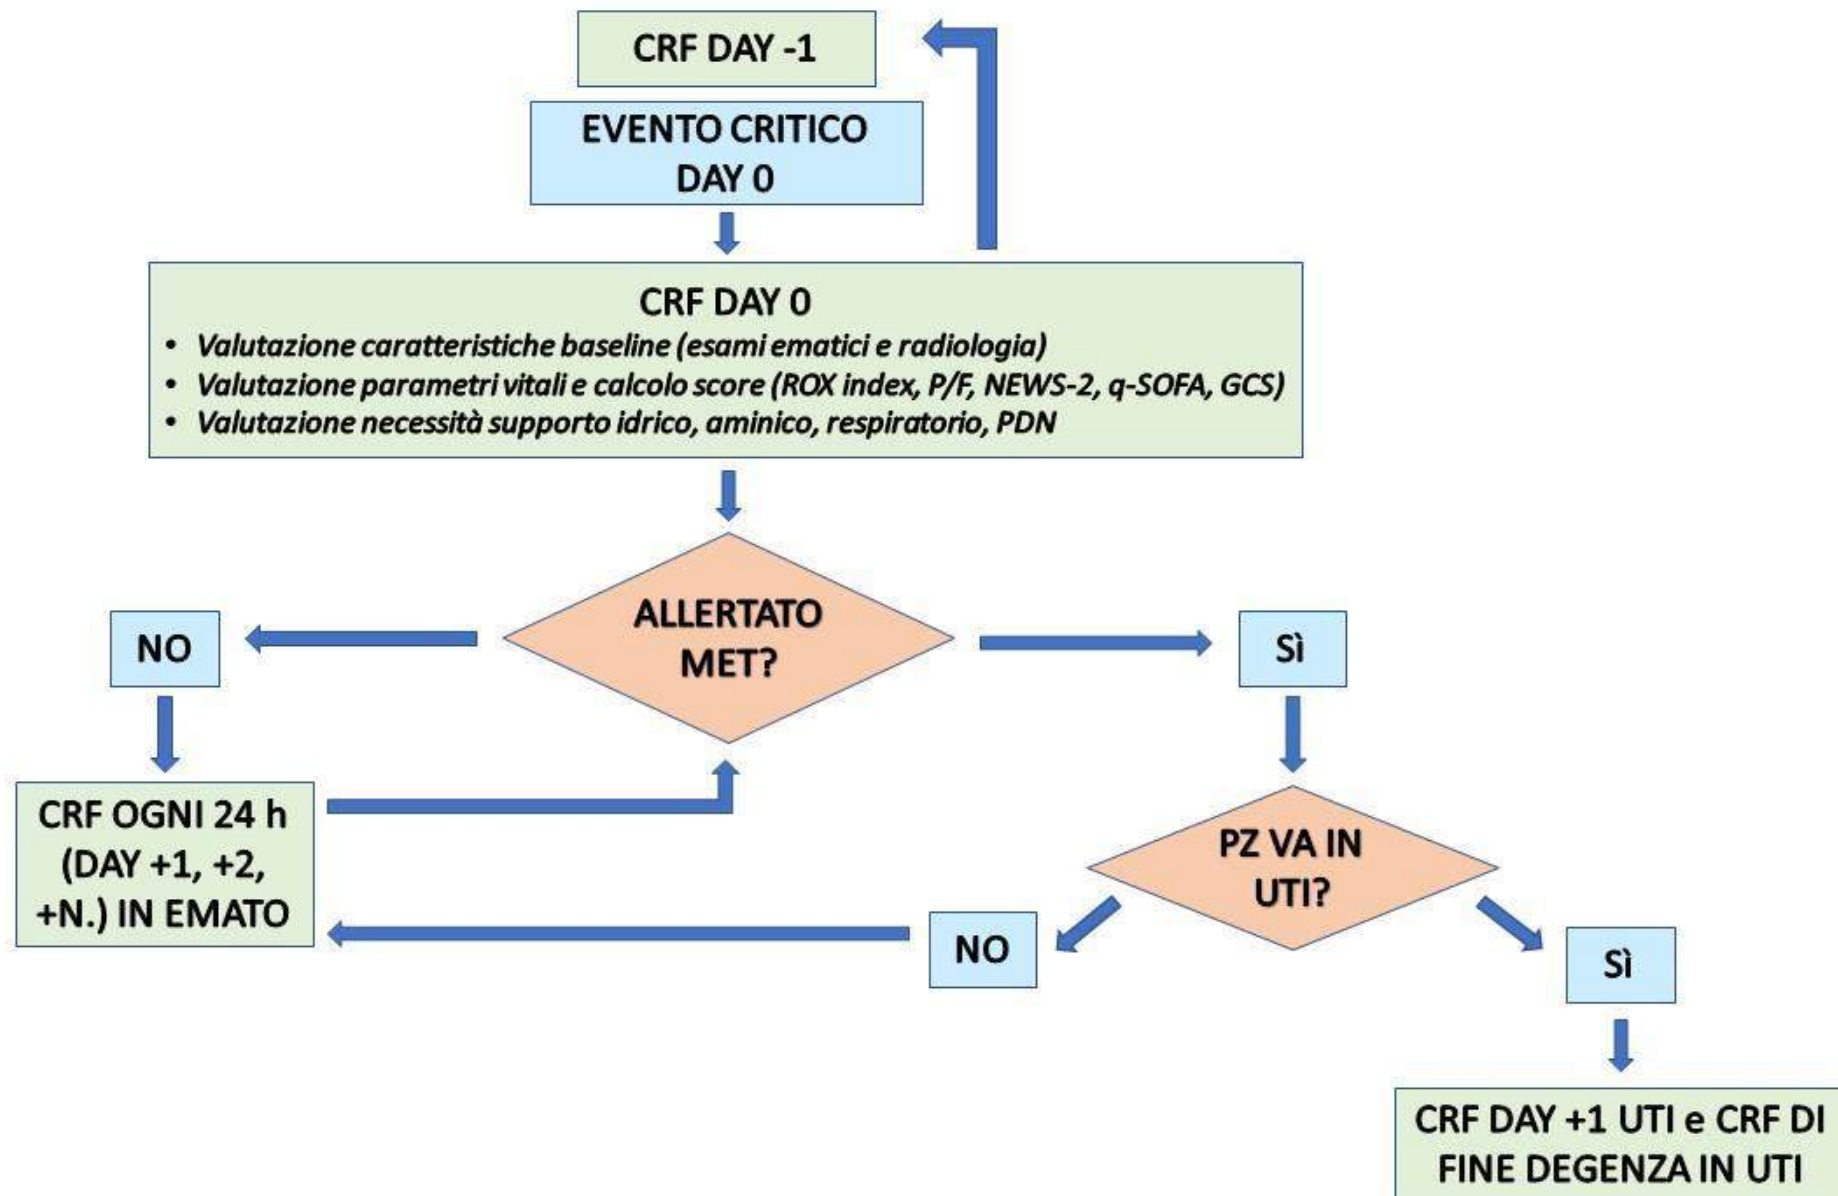 CRF DAY -1
EVENTO CRITICO
DAY 0
CRF DAY 0
• Valutazione caratteristiche baseline (esami ematici e radiologia)
• Valutazione parametri vitali e calcolo score (ROX index, P/F, NEWS-2, q-SOFA, GCS)
• Valutazione necessità supporto idrico, aminico, respiratorio, PDN
ALLERTATO
MET?
NO
Sì
CRF OGNI 24 h
(DAY +1, +2,
+N.) IN EMATO
PZ VA IN
UTI?
NO
Sì
CRF DAY +1 UTI e CRF DI
FINE DEGENZA IN UTI